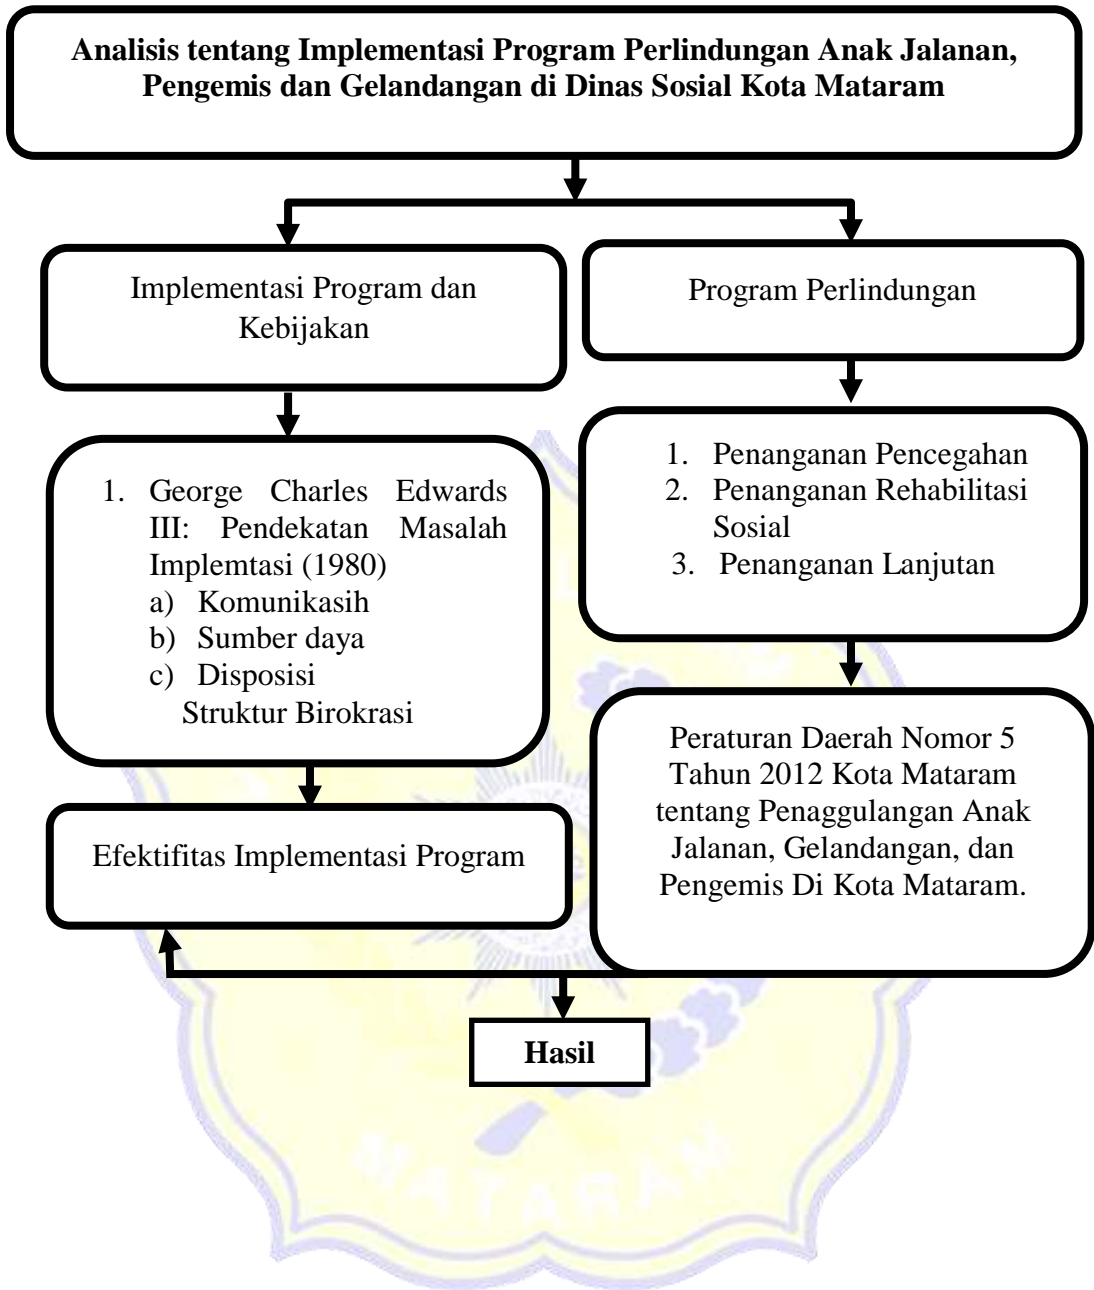 Analisis tentang Implementasi Program Perlindungan Anak Jalanan,
Pengemis dan Gelandangan di Dinas Sosial Kota Mataram
Implementasi Program dan
Kebijakan
Program Perlindungan
1. George Charles Edwards
III: Pendekatan Masalah
Implemtasi (1980)
a) Komunikasih
b) Sumber daya
c) Disposisi
Struktur Birokrasi
1. Penanganan Pencegahan
2. Penanganan Rehabilitasi
Sosial
3. Penanganan Lanjutan
Efektifitas Implementasi Program
Peraturan Daerah Nomor 5
Tahun 2012 Kota Mataram
tentang Penaggulangan Anak
Jalanan, Gelandangan, dan
Pengemis Di Kota Mataram.
Hasil
MATARAM